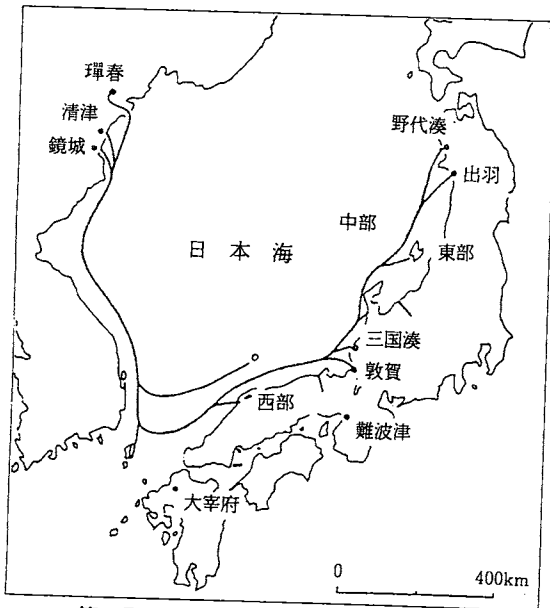 琿春
清津
鏡城
野代湊
出羽
中部
日本海
東部
三国湊
敦賀
西部
難波津
大宰府
0
400km